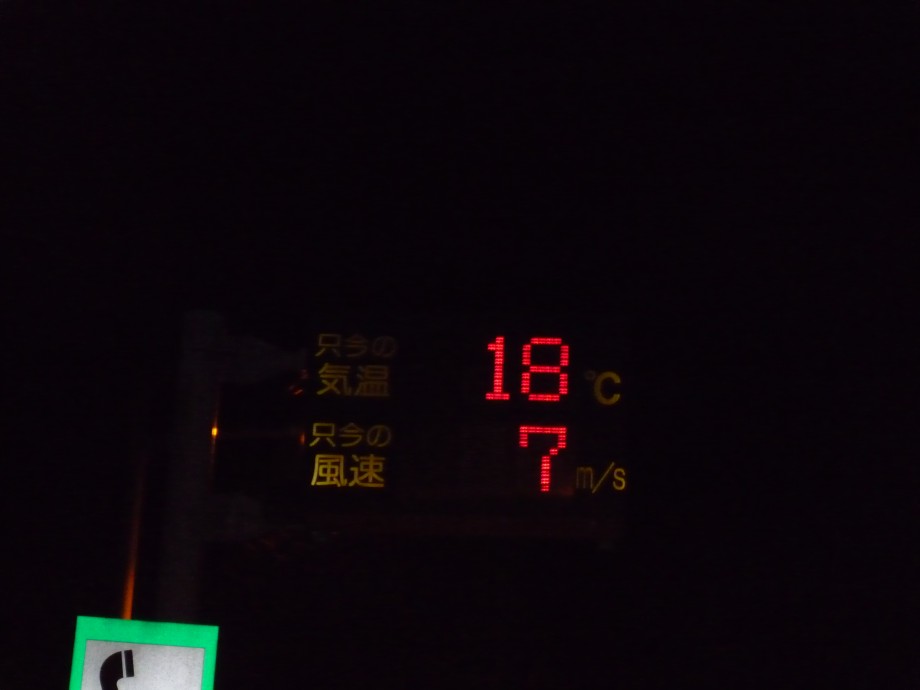 只今の
気温 18 ℃
只今の
風速 7 m/s